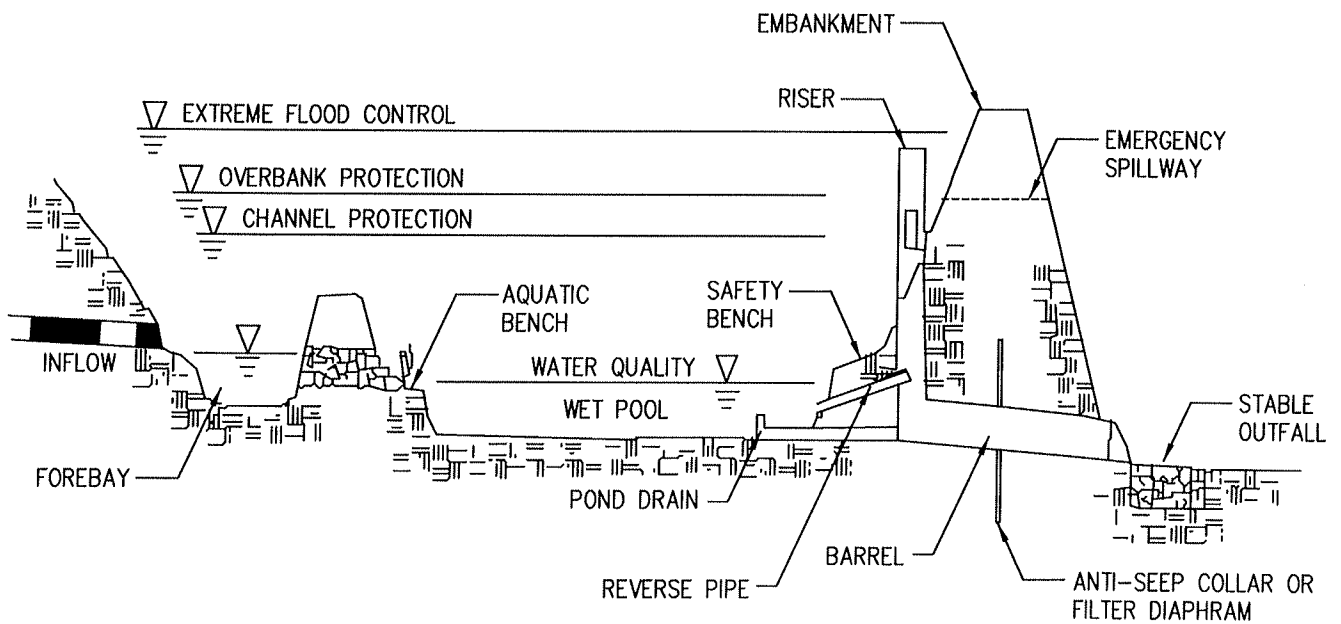 EMBANKMENT
RISER
EXTREME FLOOD CONTROL
EMERGENCY
SPILLWAY
OVERBANK PROTECTION
CHANNEL PROTECTION
AQUATIC
BENCH
SAFETY
BENCH
INFLOW
WATER QUALITY
WET POOL
STABLE
OUTFALL
FOREBAY
POND DRAIN
BARREL
REVERSE PIPE
ANTI-SEEP COLLAR OR
FILTER DIAPHRAM